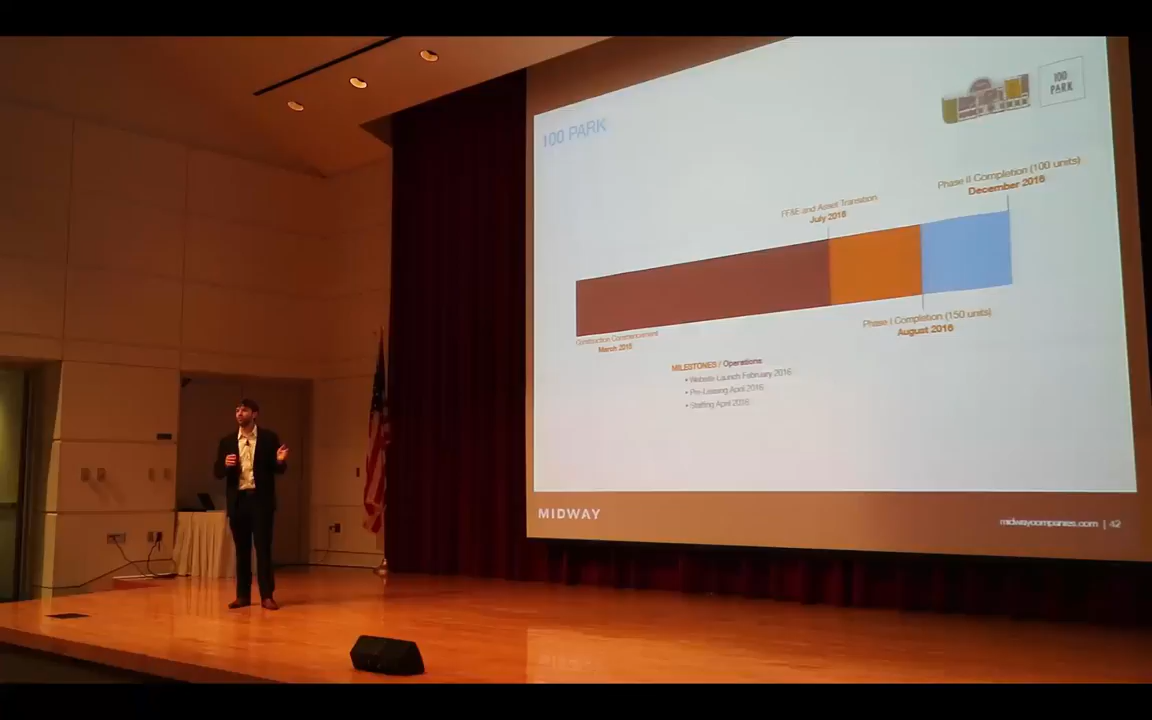 100 PARK
100
PARK
Phase II Completion (100 units)
December 2016
FF&E and Asset Transition
July 2016
Phase I Completion (150 units)
August 2016
Construction Commencement
March 2015
MILESTONES / Operations
• Website Launch February 2016
• Pre-Leasing April 2016
• Staffing April 2016
MIDWAY
midwaycompanies.com | 42